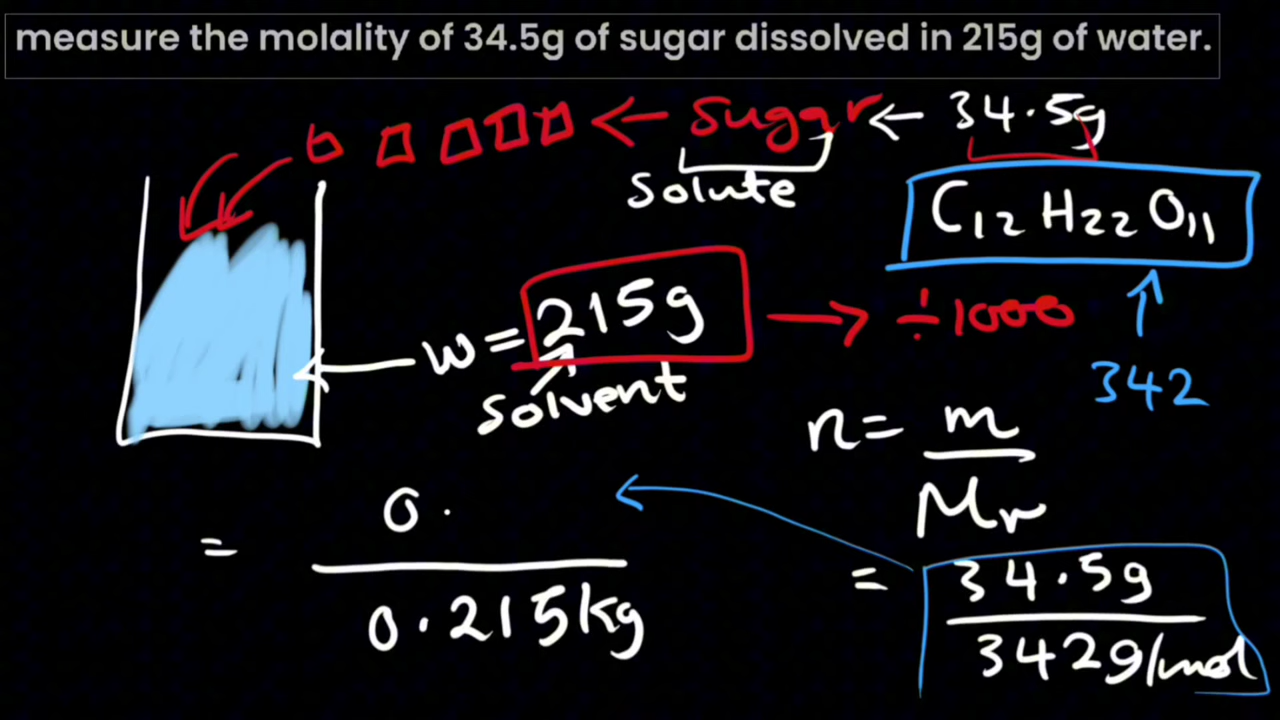 measure the molality of 34.5g of sugar dissolved in 215g of water.
← sugar ← 34.5g
solute
C₁₂H₂₂O₁₁
w = 215g → ÷1000
solvent
342
n = m/Mr
= 0.
0.215kg
= 34.5g
342g/mol